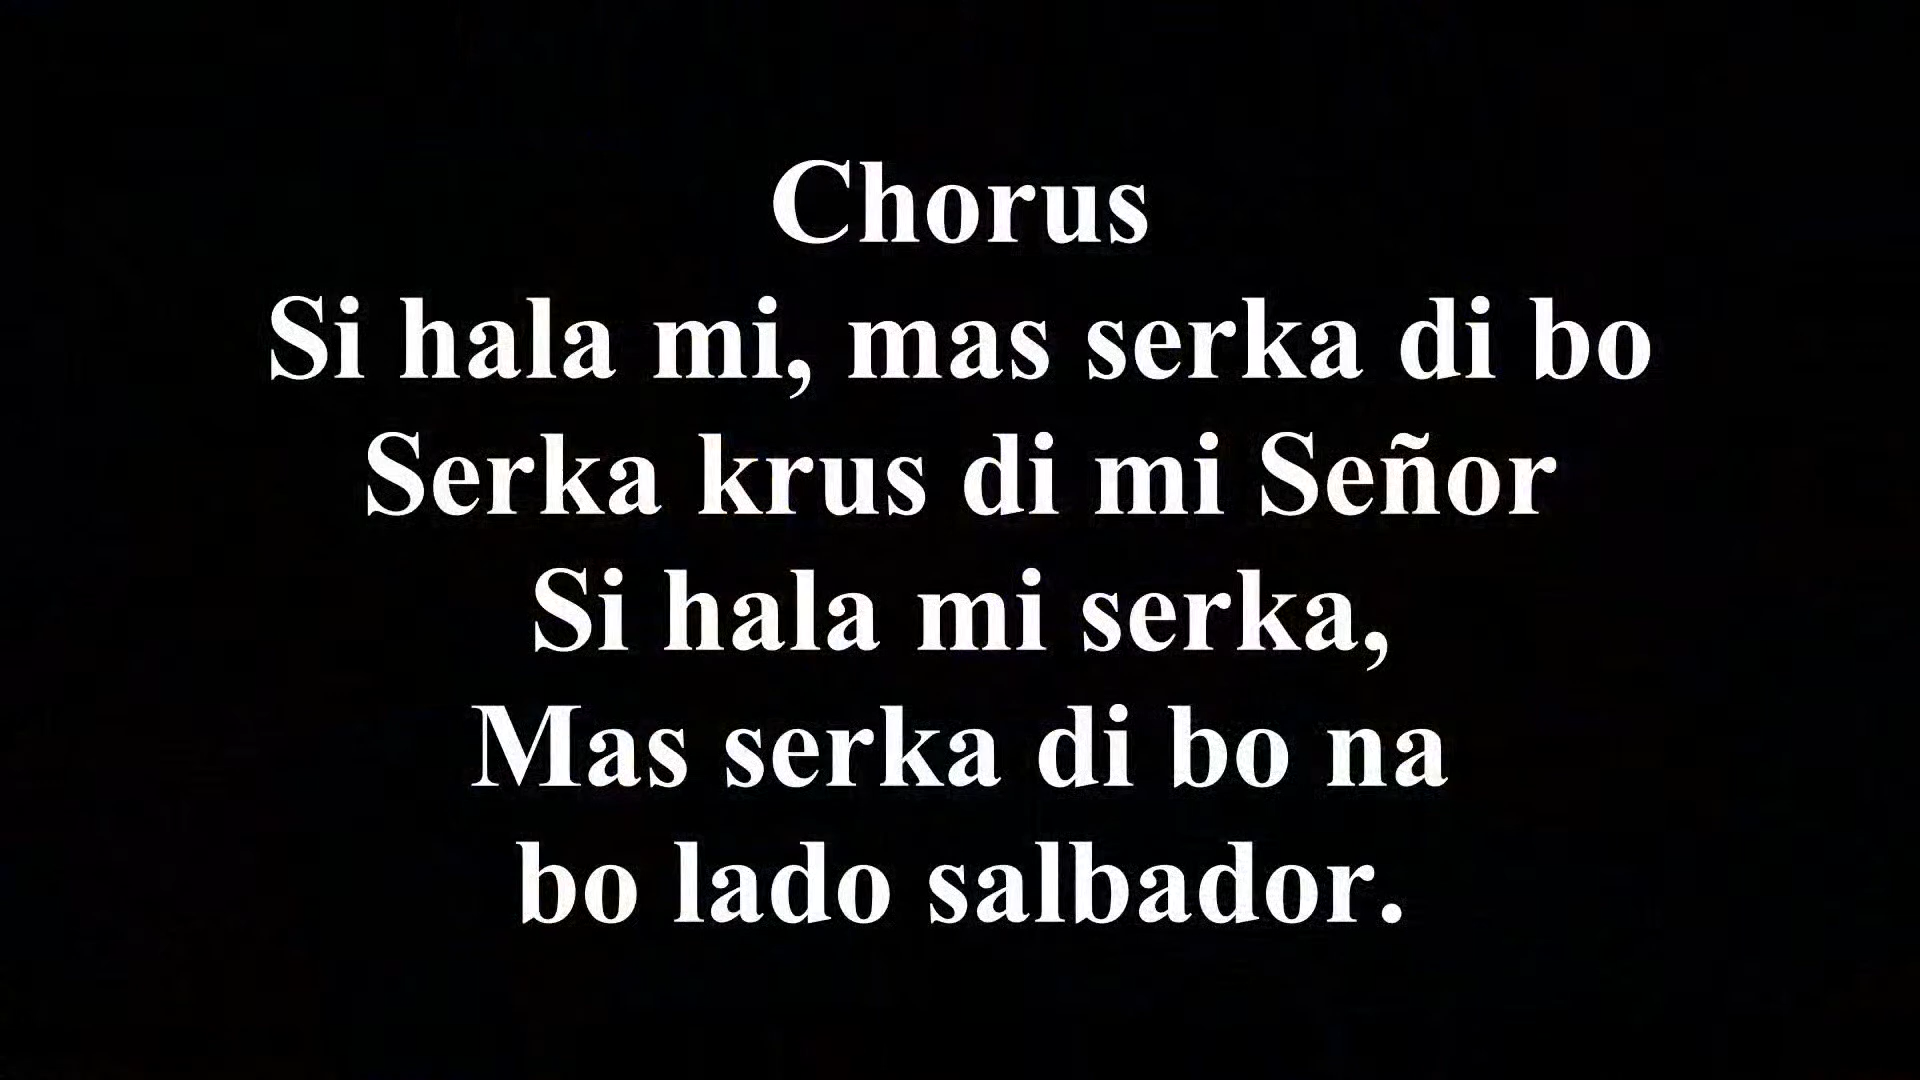 Chorus
Si hala mi, mas serka di bo
Serka krus di mi Señor
Si hala mi serka,
Mas serka di bo na
bo lado salbador.